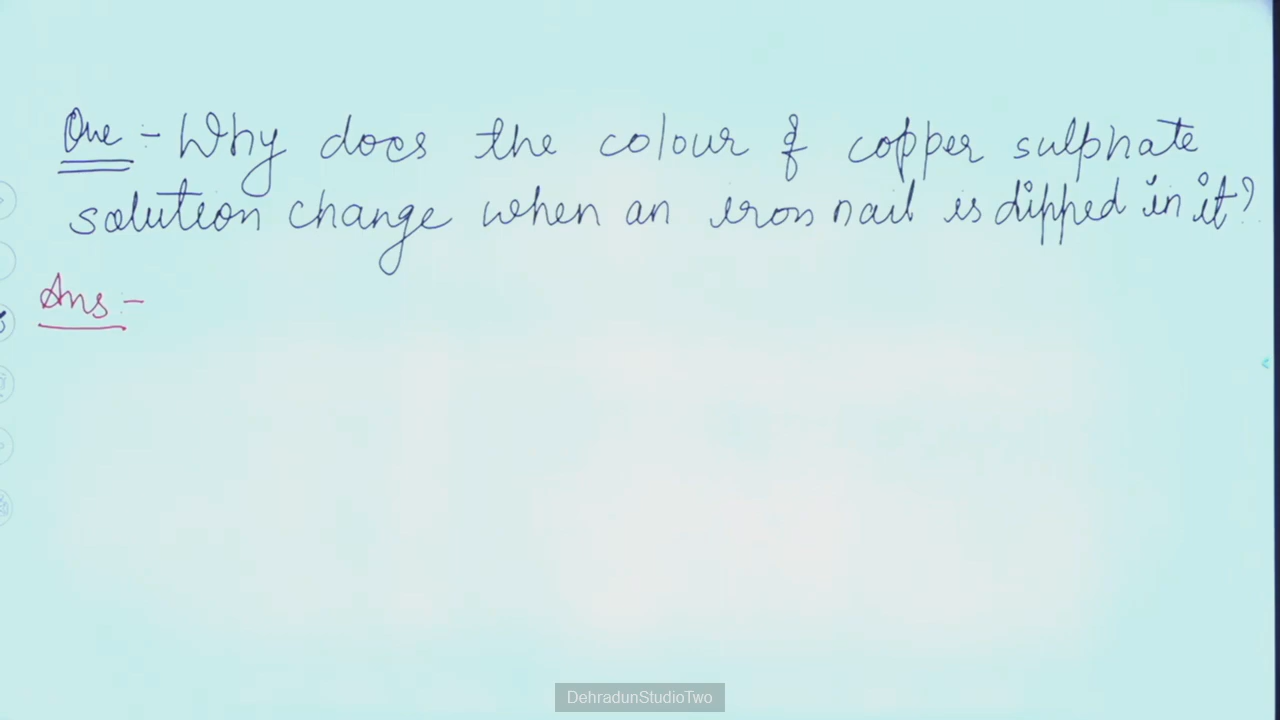 Que :- Why does the colour of copper sulphate
solution change when an iron nail is dipped in it?
Ans :-
DehradunStudioTwo